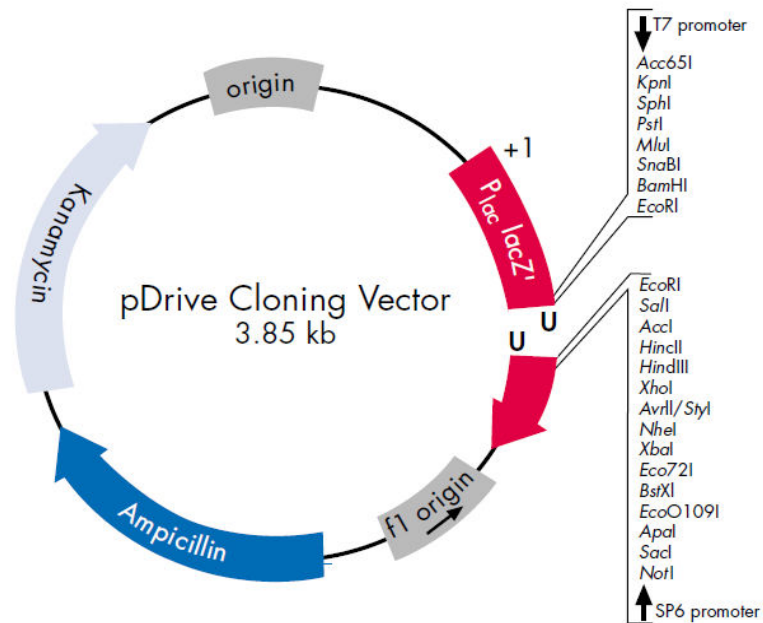 T7 promoter
Acc65I
KpnI
SphI
PstI
MluI
SnaBI
BamHI
EcoRI
origin
+1
Plac lacZ'
Kanamycin
pDrive Cloning Vector
3.85 kb
U
U
EcoRI
SalI
AccI
HincII
HindIII
XhoI
AvrII/StyI
NheI
XbaI
Eco72I
BstXI
EcoO109I
ApaI
SacI
NotI
SP6 promoter
f1 origin
Ampicillin